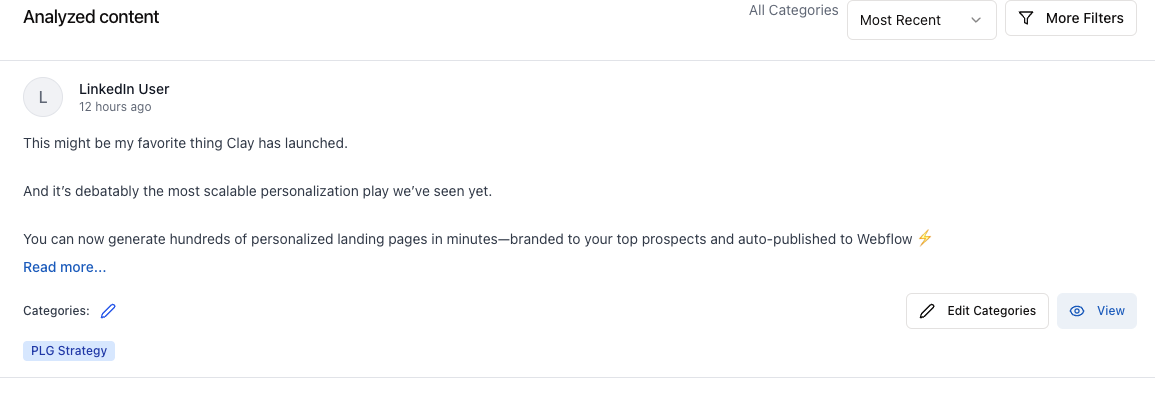 Analyzed content
All Categories
Most Recent
More Filters
L
LinkedIn User
12 hours ago
This might be my favorite thing Clay has launched.
And it’s debatably the most scalable personalization play we’ve seen yet.
You can now generate hundreds of personalized landing pages in minutes—branded to your top prospects and auto-published to Webflow ⚡
Read more...
Categories:
Edit Categories
View
PLG Strategy